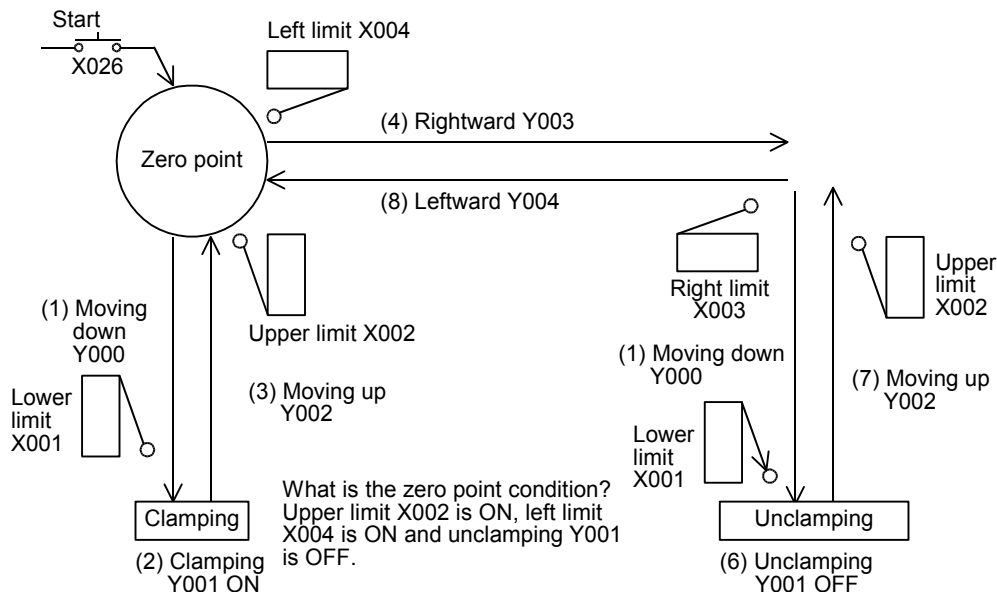 Start
X026
Left limit X004
Zero point
(4) Rightward Y003
(8) Leftward Y004
Right limit
X003
Upper
limit
X002
(1) Moving
down
Y000
Upper limit X002
(1) Moving down
Y000
(3) Moving up
Y002
(7) Moving up
Y002
Lower
limit
X001
Lower
limit
X001
Clamping
What is the zero point condition?
Upper limit X002 is ON, left limit
X004 is ON and unclamping Y001
is OFF.
Unclamping
(2) Clamping
Y001 ON
(6) Unclamping
Y001 OFF